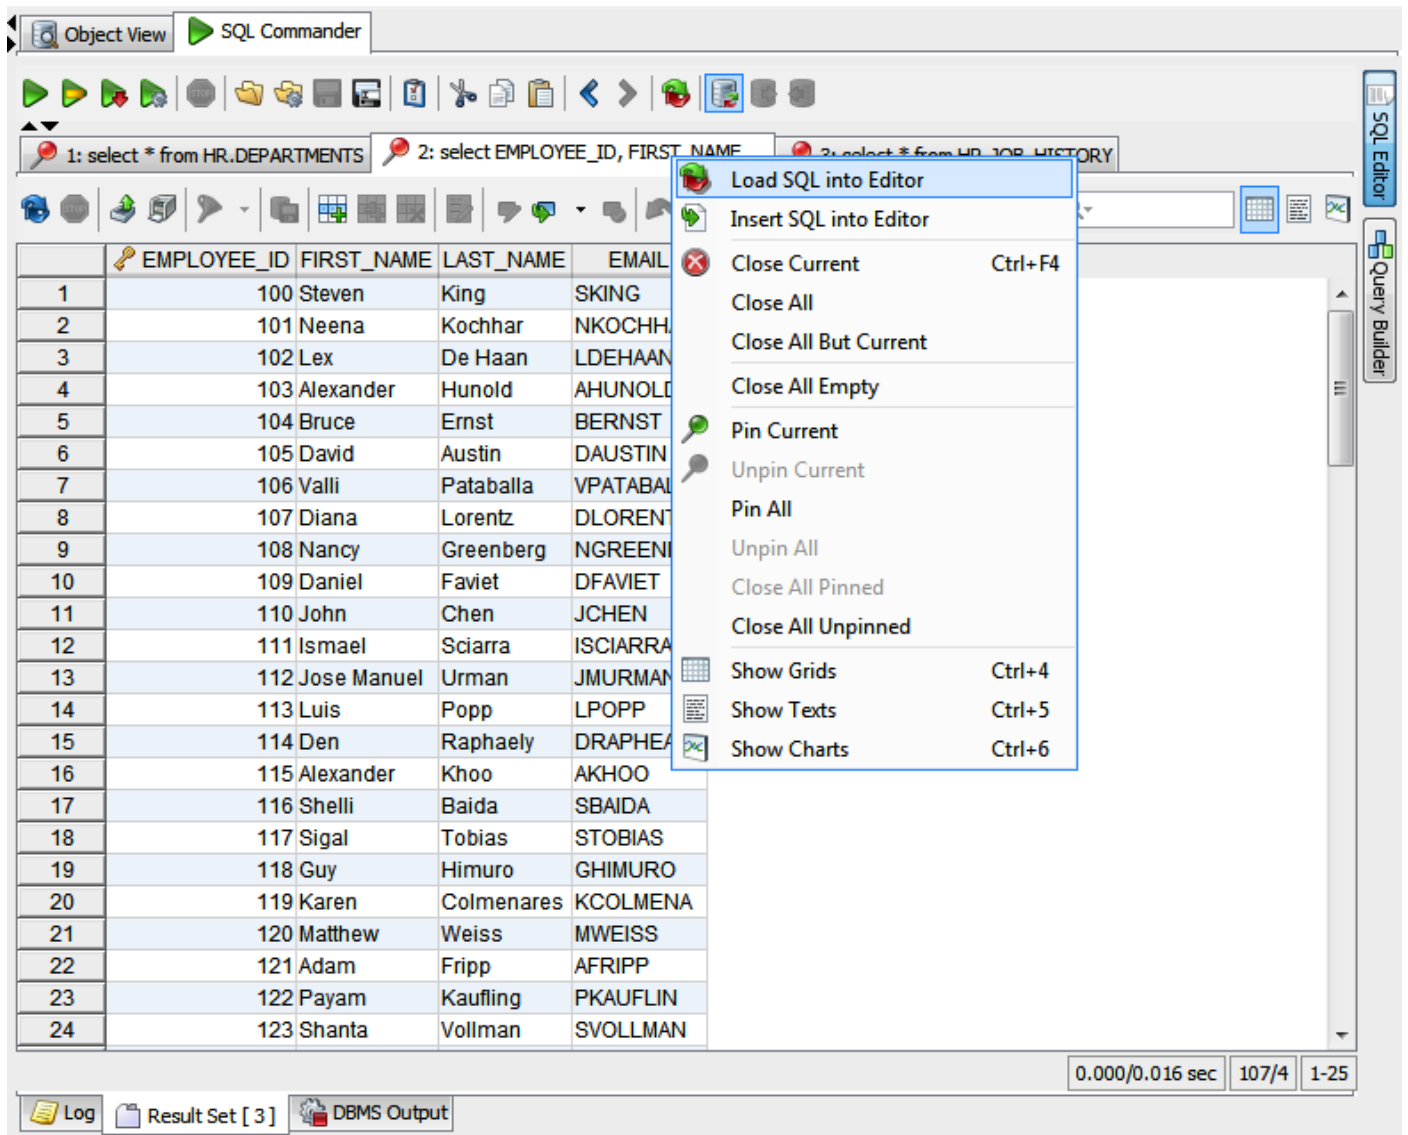 Object View SQL Commander
1: select * from HR.DEPARTMENTS 2: select EMPLOYEE_ID, FIRST_NAME 3: select * from HR.JOB_HISTORY
SQL Editor
Query Builder
Load SQL into Editor
Insert SQL into Editor
Close Current Ctrl+F4
Close All
Close All But Current
Close All Empty
Pin Current
Unpin Current
Pin All
Unpin All
Close All Pinned
Close All Unpinned
Show Grids Ctrl+4
Show Texts Ctrl+5
Show Charts Ctrl+6
EMPLOYEE_ID FIRST_NAME LAST_NAME EMAIL
1 100 Steven King SKING
2 101 Neena Kochhar NKOCHH
3 102 Lex De Haan LDEHAAN
4 103 Alexander Hunold AHUNOLD
5 104 Bruce Ernst BERNST
6 105 David Austin DAUSTIN
7 106 Valli Pataballa VPATABAL
8 107 Diana Lorentz DLORENT
9 108 Nancy Greenberg NGREEN
10 109 Daniel Faviet DFAVIET
11 110 John Chen JCHEN
12 111 Ismael Sciarra ISCIARRA
13 112 Jose Manuel Urman JMURMAN
14 113 Luis Popp LPOPP
15 114 Den Raphaely DRAPHEA
16 115 Alexander Khoo AKHOO
17 116 Shelli Baida SBAIDA
18 117 Sigal Tobias STOBIAS
19 118 Guy Himuro GHIMURO
20 119 Karen Colmenares KCOLMENA
21 120 Matthew Weiss MWEISS
22 121 Adam Fripp AFRIPP
23 122 Payam Kaufling PKAUFLIN
24 123 Shanta Vollman SVOLLMAN
0.000/0.016 sec 107/4 1-25
Log Result Set [ 3 ] DBMS Output